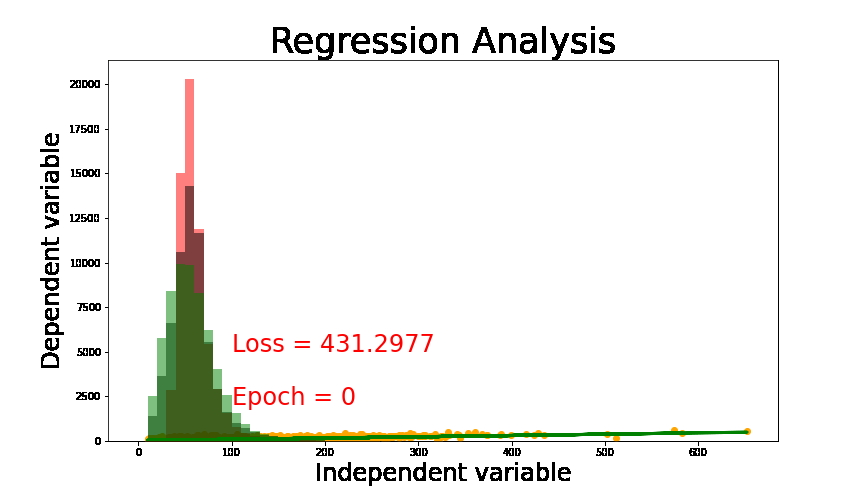 Regression Analysis
Dependent variable
20000
17500
15000
12500
10000
7500
5000
2500
0
Loss = 431.2977
Epoch = 0
0 100 200 300 400 500 600
Independent variable